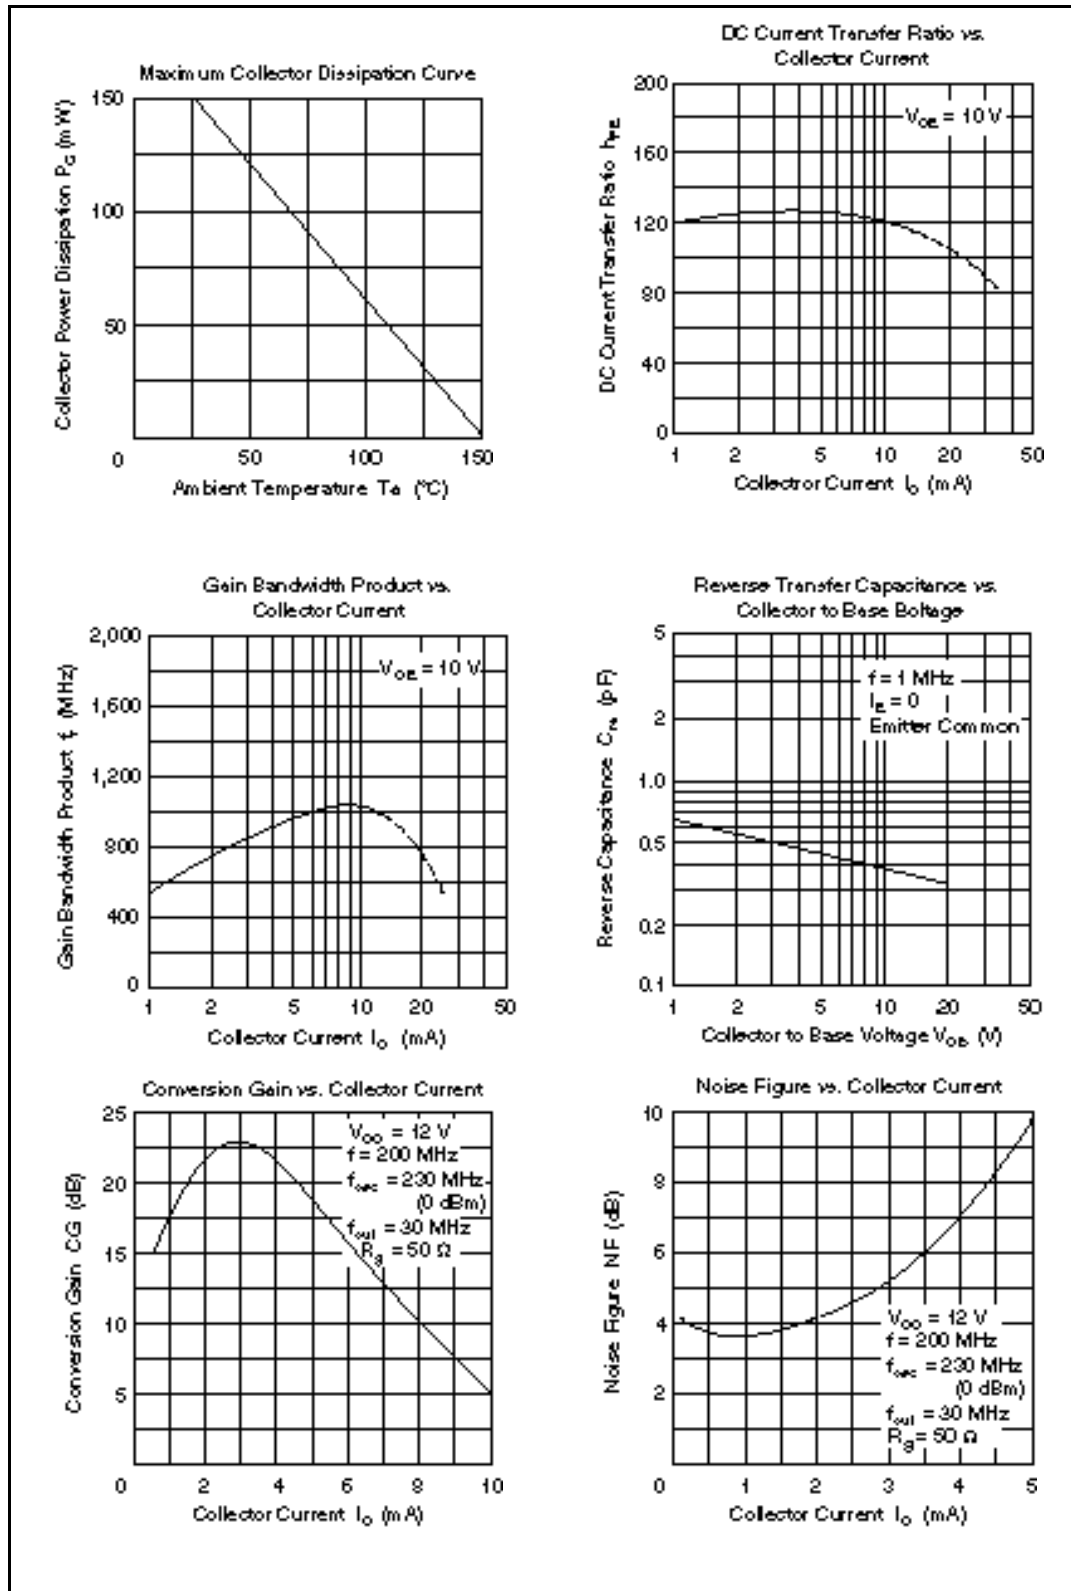 Maximum Collector Dissipation Curve
150
100
50
0
50
100
150
Collector Power Dissipation P_C (mW)
Ambient Temperature Ta (°C)
DC Current Transfer Ratio vs.
Collector Current
200
160
120
80
40
0
1 2 5 10 20 50
V_CE = 10 V
DC Current Transfer Ratio h_FE
Collectror Current I_C (mA)
Gain Bandwidth Product vs.
Collector Current
2,000
1,600
1,200
800
400
0
1 2 5 10 20 50
V_CE = 10 V
Gain Bandwidth Product f_T (MHz)
Collector Current I_C (mA)
Reverse Transfer Capacitance vs.
Collector to Base Boltage
5
2
1.0
0.5
0.2
0.1
1 2 5 10 20 50
f = 1 MHz
I_E = 0
Emitter Common
Reverse Capacitance C_re (pF)
Collector to Base Voltage V_CB (V)
Conversion Gain vs. Collector Current
25
20
15
10
5
0 2 4 6 8 10
V_CC = 12 V
f = 200 MHz
f_osc = 230 MHz
(0 dBm)
f_out = 30 MHz
R_g = 50 Ω
Conversion Gain CG (dB)
Collector Current I_C (mA)
Noise Figure vs. Collector Current
10
8
6
4
2
0 1 2 3 4 5
V_CC = 12 V
f = 200 MHz
f_osc = 230 MHz
(0 dBm)
f_out = 30 MHz
R_g = 50 Ω
Noise Figure NF (dB)
Collector Current I_C (mA)